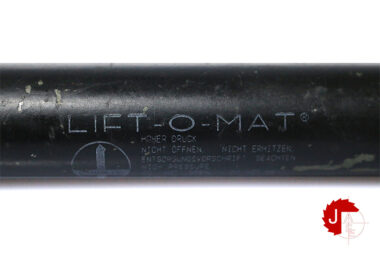 LIFT-O-MAT®
HOHER DRUCK
NICHT ÖFFNEN. NICHT ERHITZEN.
ENTSORGUNGSVORSCHRIFT BEACHTEN
HIGH PRESSURE
J